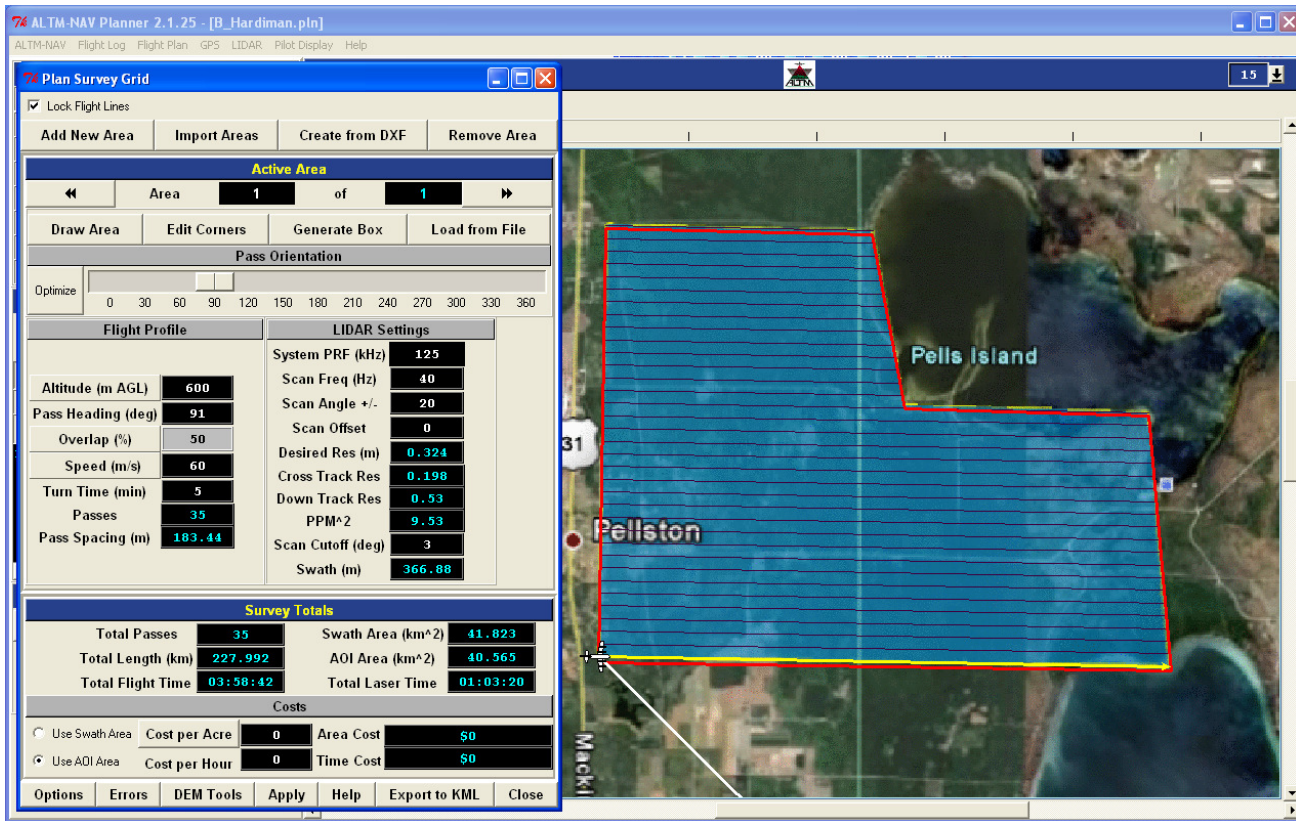 ALTM-NAV Planner 2.1.25 - [B_Hardiman.pln]
ALTM-NAV Flight Log Flight Plan GPS LIDAR Pilot Display Help
Plan Survey Grid
ALTM
15
Lock Flight Lines
Add New Area Import Areas Create from DXF Remove Area
Active Area
Area 1 of 1
Draw Area Edit Corners Generate Box Load from File
Pass Orientation
Optimize
0 30 60 90 120 150 180 210 240 270 300 330 360
Flight Profile
Altitude (m AGL) 600
Pass Heading (deg) 91
Overlap (%) 50
Speed (m/s) 60
Turn Time (min) 5
Passes 35
Pass Spacing (m) 183.44
LIDAR Settings
System PRF (kHz) 125
Scan Freq (Hz) 40
Scan Angle +/- 20
Scan Offset 0
Desired Res (m) 0.324
Cross Track Res 0.198
Down Track Res 0.53
PPM^2 9.53
Scan Cutoff (deg) 3
Swath (m) 366.88
Survey Totals
Total Passes 35 Swath Area (km^2) 41.823
Total Length (km) 227.992 AOI Area (km^2) 40.565
Total Flight Time 03:58:42 Total Laser Time 01:03:20
Costs
Use Swath Area Cost per Acre 0 Area Cost $0
Use AOI Area Cost per Hour 0 Time Cost $0
Options Errors DEM Tools Apply Help Export to KML Close
Pells Island
31
Pellston
Mackl